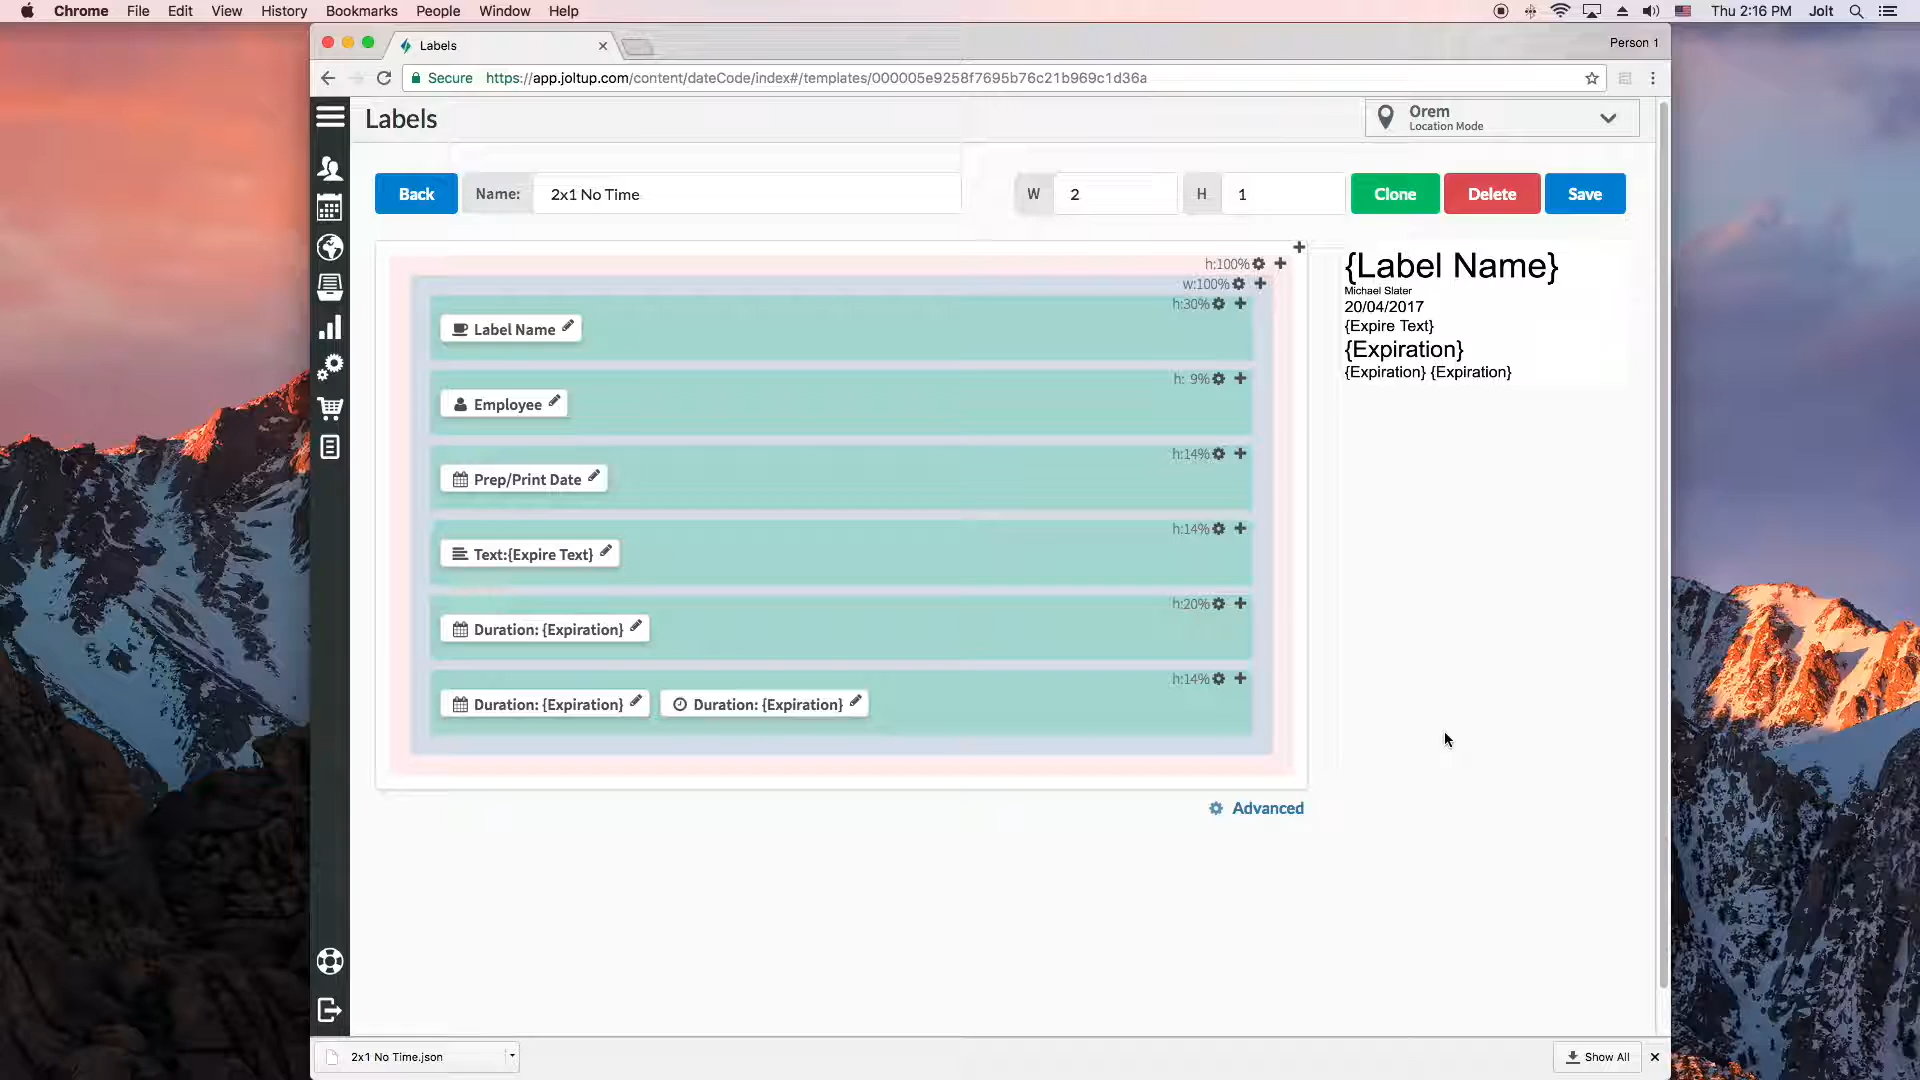 Chrome File Edit View History Bookmarks People Window Help
Thu 2:16 PM Jolt
Labels
Person 1
Secure https://app.joltup.com/content/dateCode/index#/templates/000005e9258f7695b76c21b969c1d36a
Labels
Orem
Location Mode
Back Name: 2x1 No Time W 2 H 1 Clone Delete Save
h:100%
w:100%
h:30%
Label Name
h: 9%
Employee
h:14%
Prep/Print Date
h:14%
Text:{Expire Text}
h:20%
Duration: {Expiration}
h:14%
Duration: {Expiration} Duration: {Expiration}
Advanced
{Label Name}
Michael Slater
20/04/2017
{Expire Text}
{Expiration}
{Expiration} {Expiration}
2x1 No Time.json
Show All